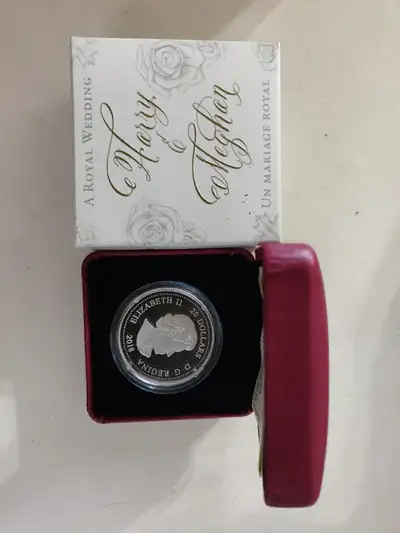 A ROYAL WEDDING
Harry
&
Meghan
UN MARIAGE ROYAL
ELIZABETH II
20 DOLLARS
D·G·REGINA
2018